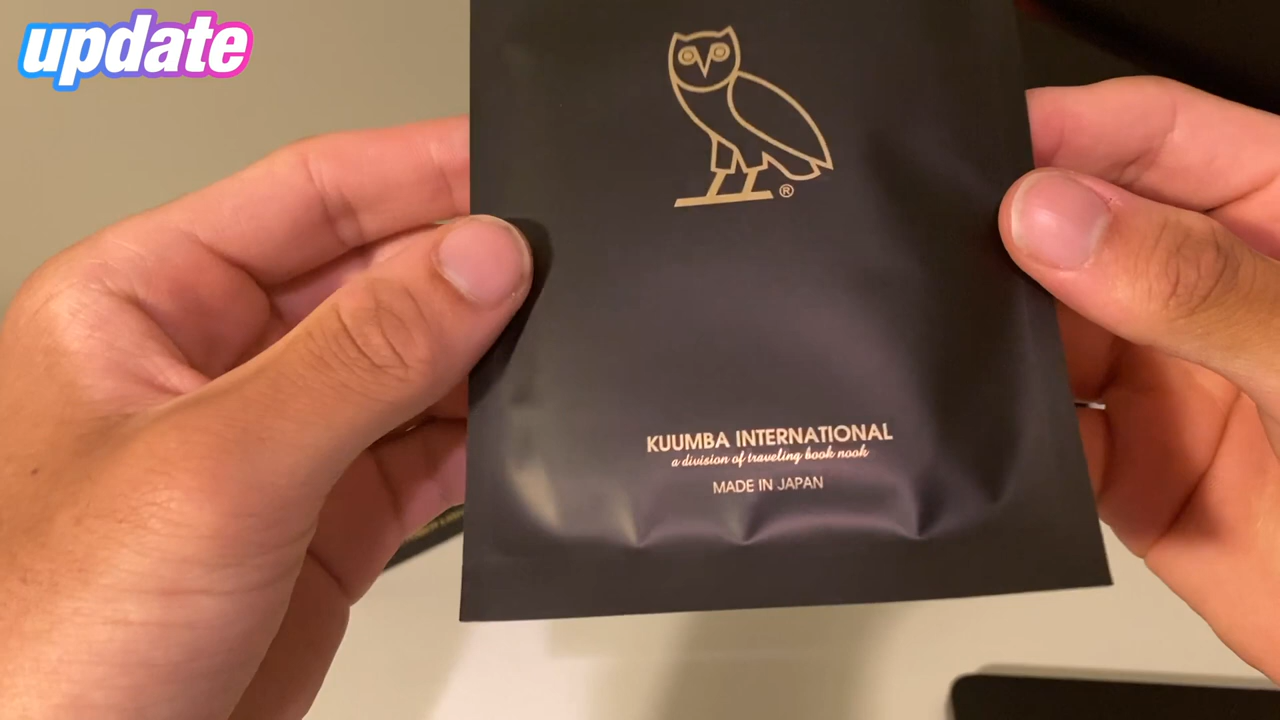 update
®
KUUMBA INTERNATIONAL
a division of traveling book nook
MADE IN JAPAN